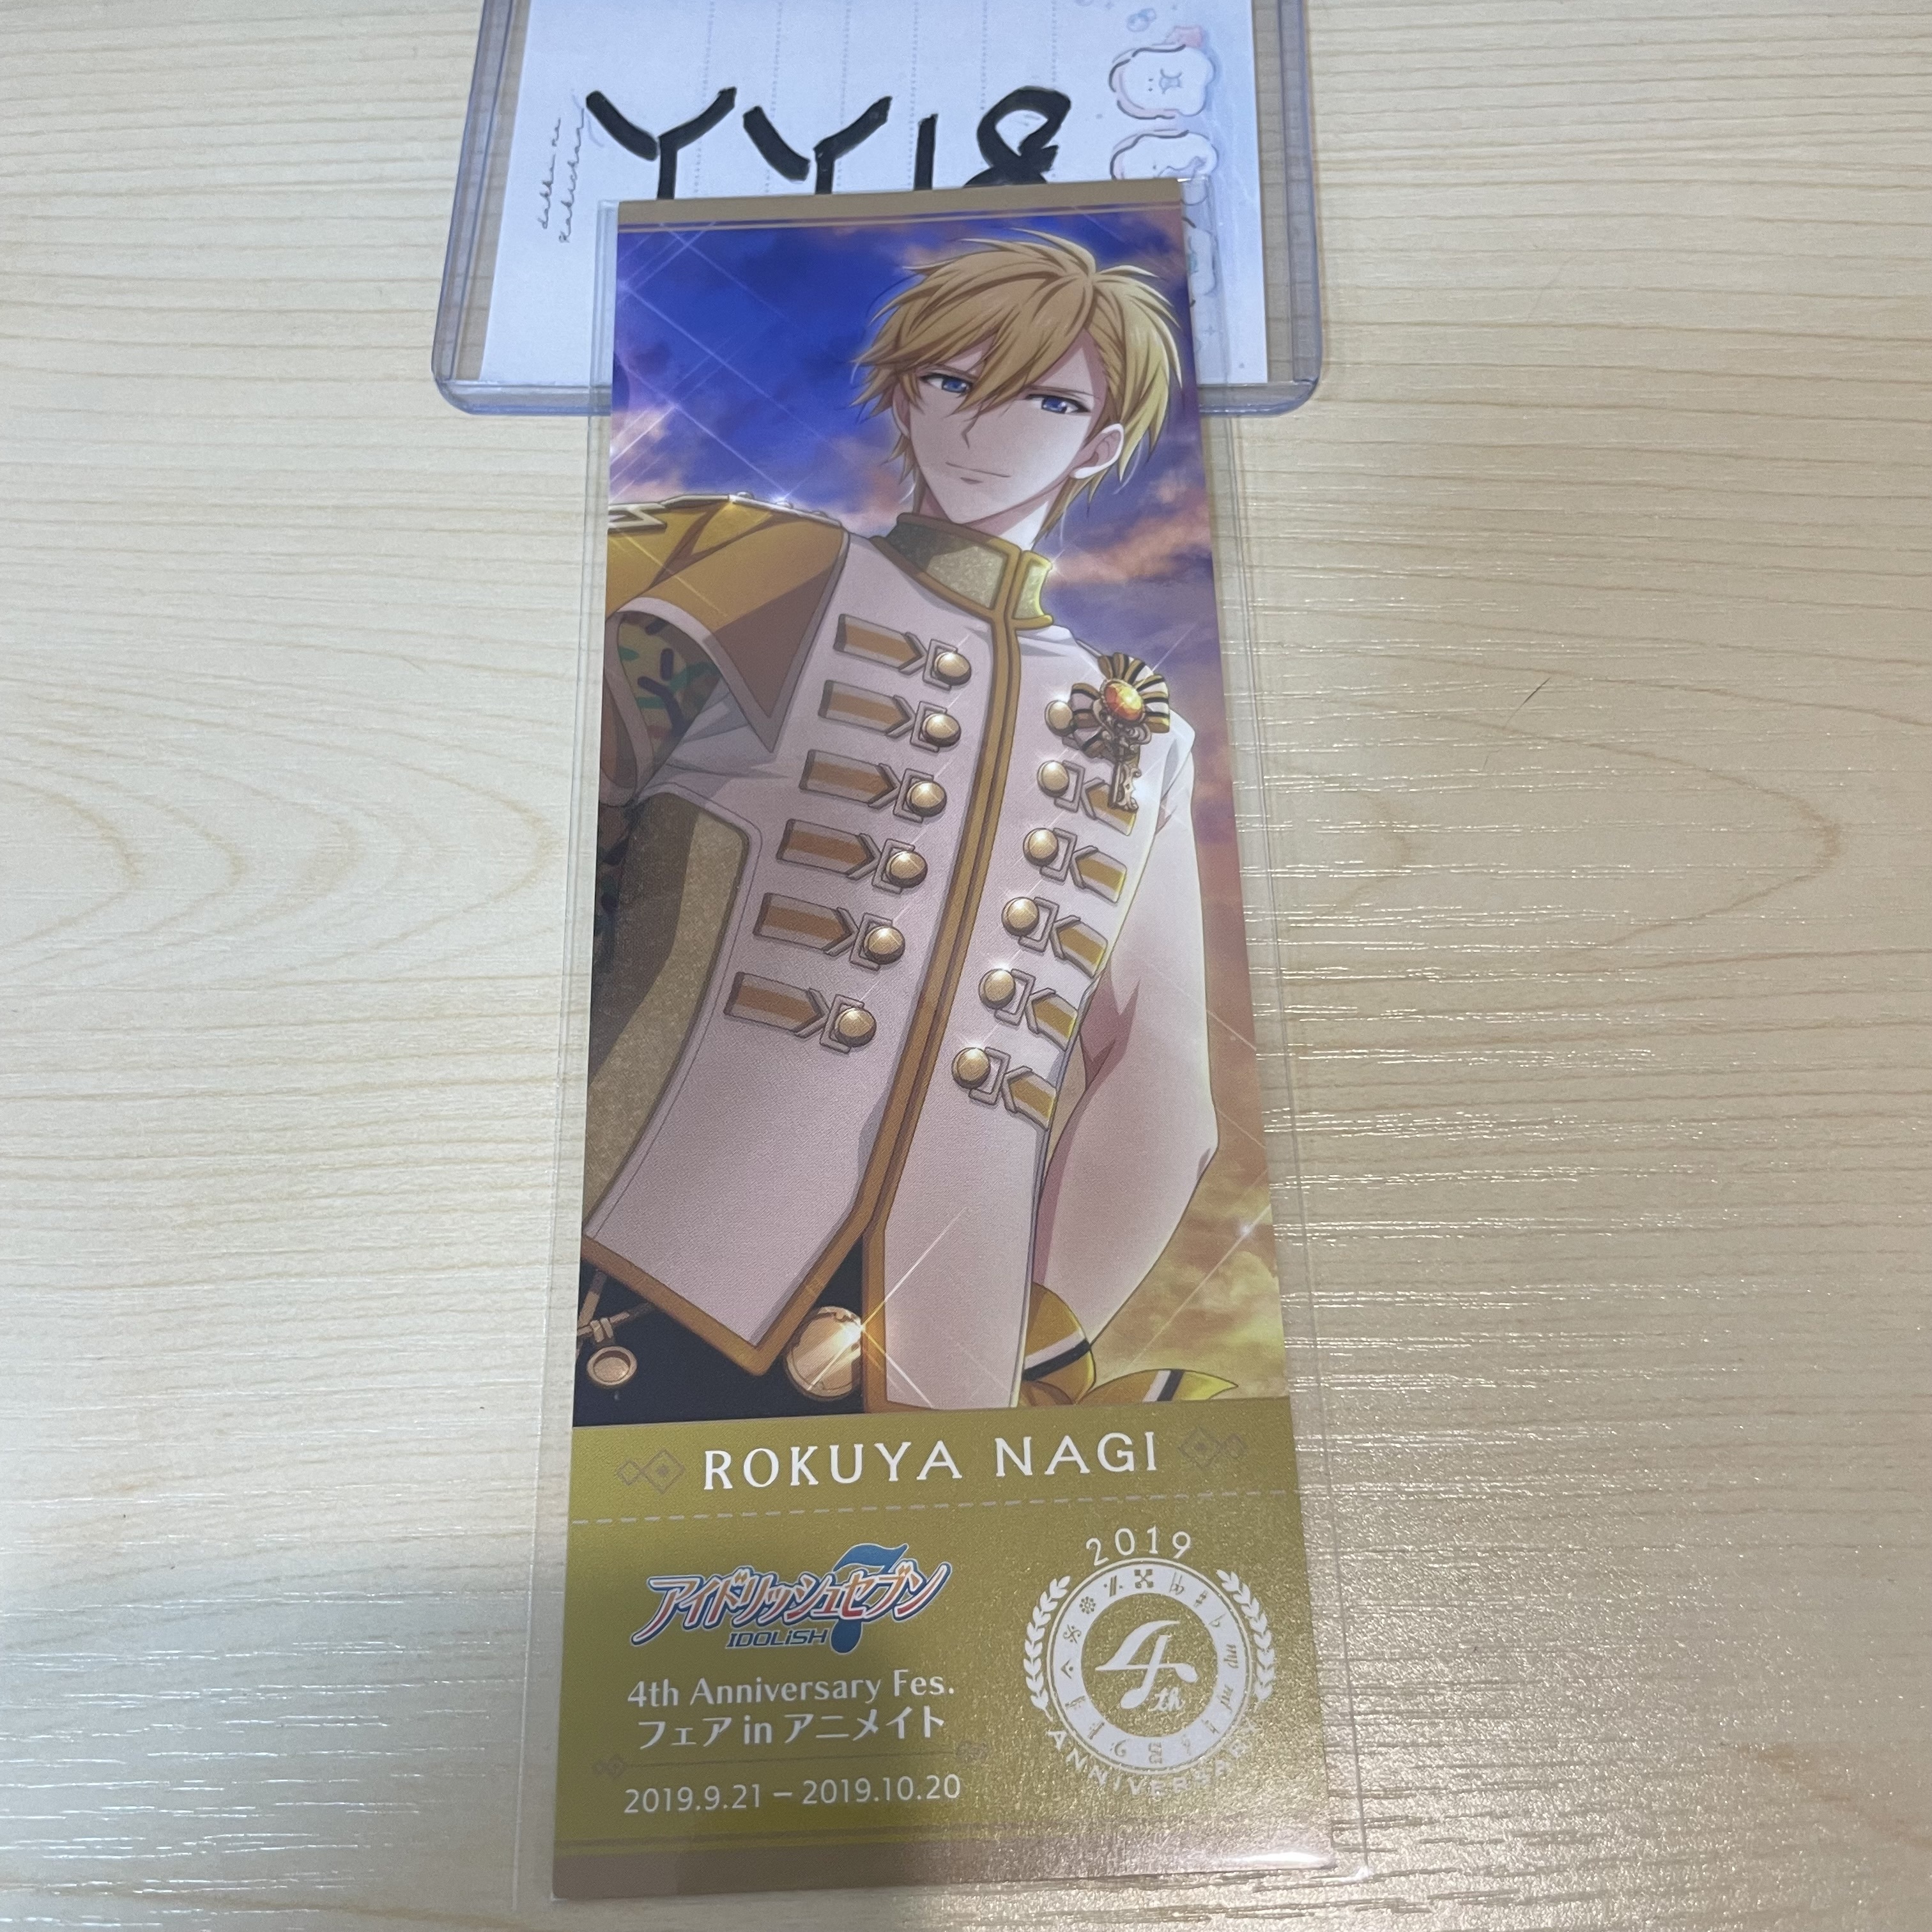 YY18
ROKUYA NAGI
アイドリッシュセブン
IDOLiSH7
4th Anniversary Fes.
フェア in アニメイト
2019.9.21 – 2019.10.20
2019
4th
ANNIVERSARY